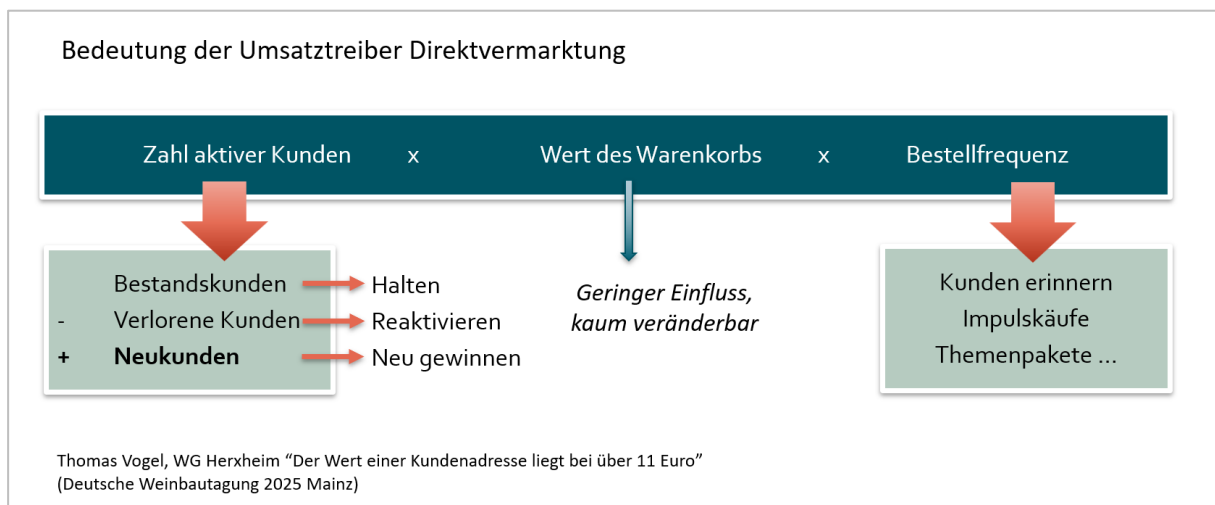 Bedeutung der Umsatztreiber Direktvermarktung
Zahl aktiver Kunden x Wert des Warenkorbs x Bestellfrequenz
Bestandskunden Halten
- Verlorene Kunden Reaktivieren
+ Neukunden Neu gewinnen
Geringer Einfluss,
kaum veränderbar
Kunden erinnern
Impulskäufe
Themenpakete ...
Thomas Vogel, WG Herxheim “Der Wert einer Kundenadresse liegt bei über 11 Euro”
(Deutsche Weinbautagung 2025 Mainz)